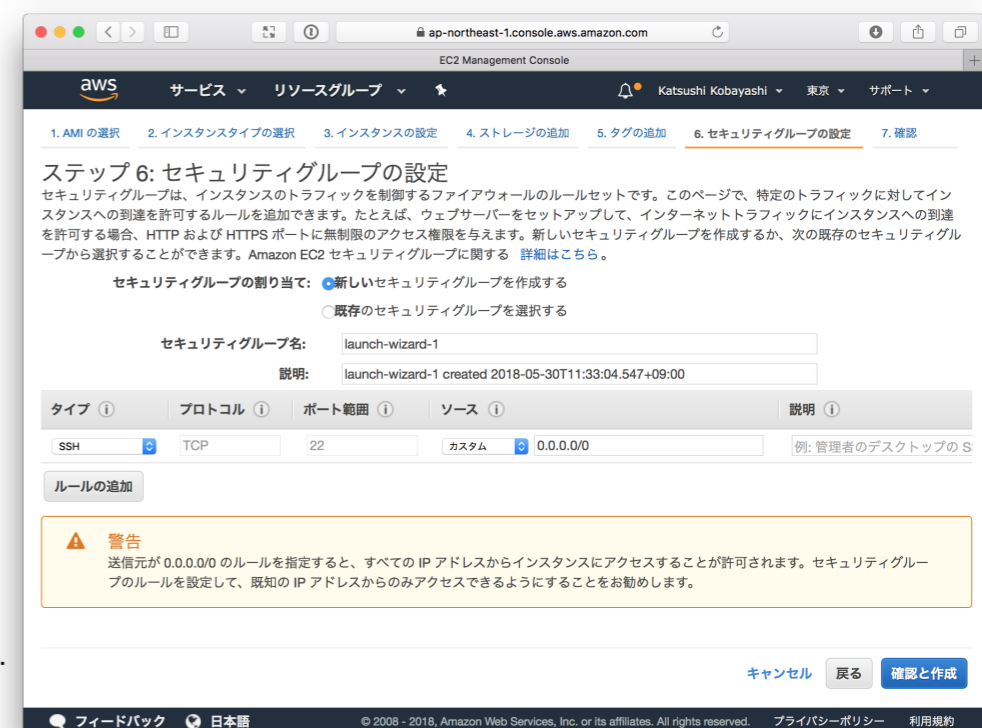 ap-northeast-1.console.aws.amazon.com
EC2 Management Console
aws サービス リソースグループ Katsushi Kobayashi 東京 サポート
1. AMI の選択 2. インスタンスタイプの選択 3. インスタンスの設定 4. ストレージの追加 5. タグの追加 6. セキュリティグループの設定 7. 確認
ステップ 6: セキュリティグループの設定
セキュリティグループは、インスタンスのトラフィックを制御するファイアウォールのルールセットです。このページで、特定のトラフィックに対してイン
スタンスへの到達を許可するルールを追加できます。たとえば、ウェブサーバーをセットアップして、インターネットトラフィックにインスタンスへの到達
を許可する場合、HTTP および HTTPS ポートに無制限のアクセス権限を与えます。新しいセキュリティグループを作成するか、次の既存のセキュリティグル
ープから選択することができます。Amazon EC2 セキュリティグループに関する 詳細はこちら。
セキュリティグループの割り当て: 新しいセキュリティグループを作成する
既存のセキュリティグループを選択する
セキュリティグループ名: launch-wizard-1
説明: launch-wizard-1 created 2018-05-30T11:33:04.547+09:00
タイプ i プロトコル i ポート範囲 i ソース i 説明 i
SSH TCP 22 カスタム 0.0.0.0/0 例: 管理者のデスクトップの S
ルールの追加
警告
送信元が 0.0.0.0/0 のルールを指定すると、すべての IP アドレスからインスタンスにアクセスすることが許可されます。セキュリティグルー
プのルールを設定して、既知の IP アドレスからのみアクセスできるようにすることをお勧めします。
キャンセル 戻る 確認と作成
フィードバック 日本語 © 2008 - 2018, Amazon Web Services, Inc. or its affiliates. All rights reserved. プライバシーポリシー 利用規約